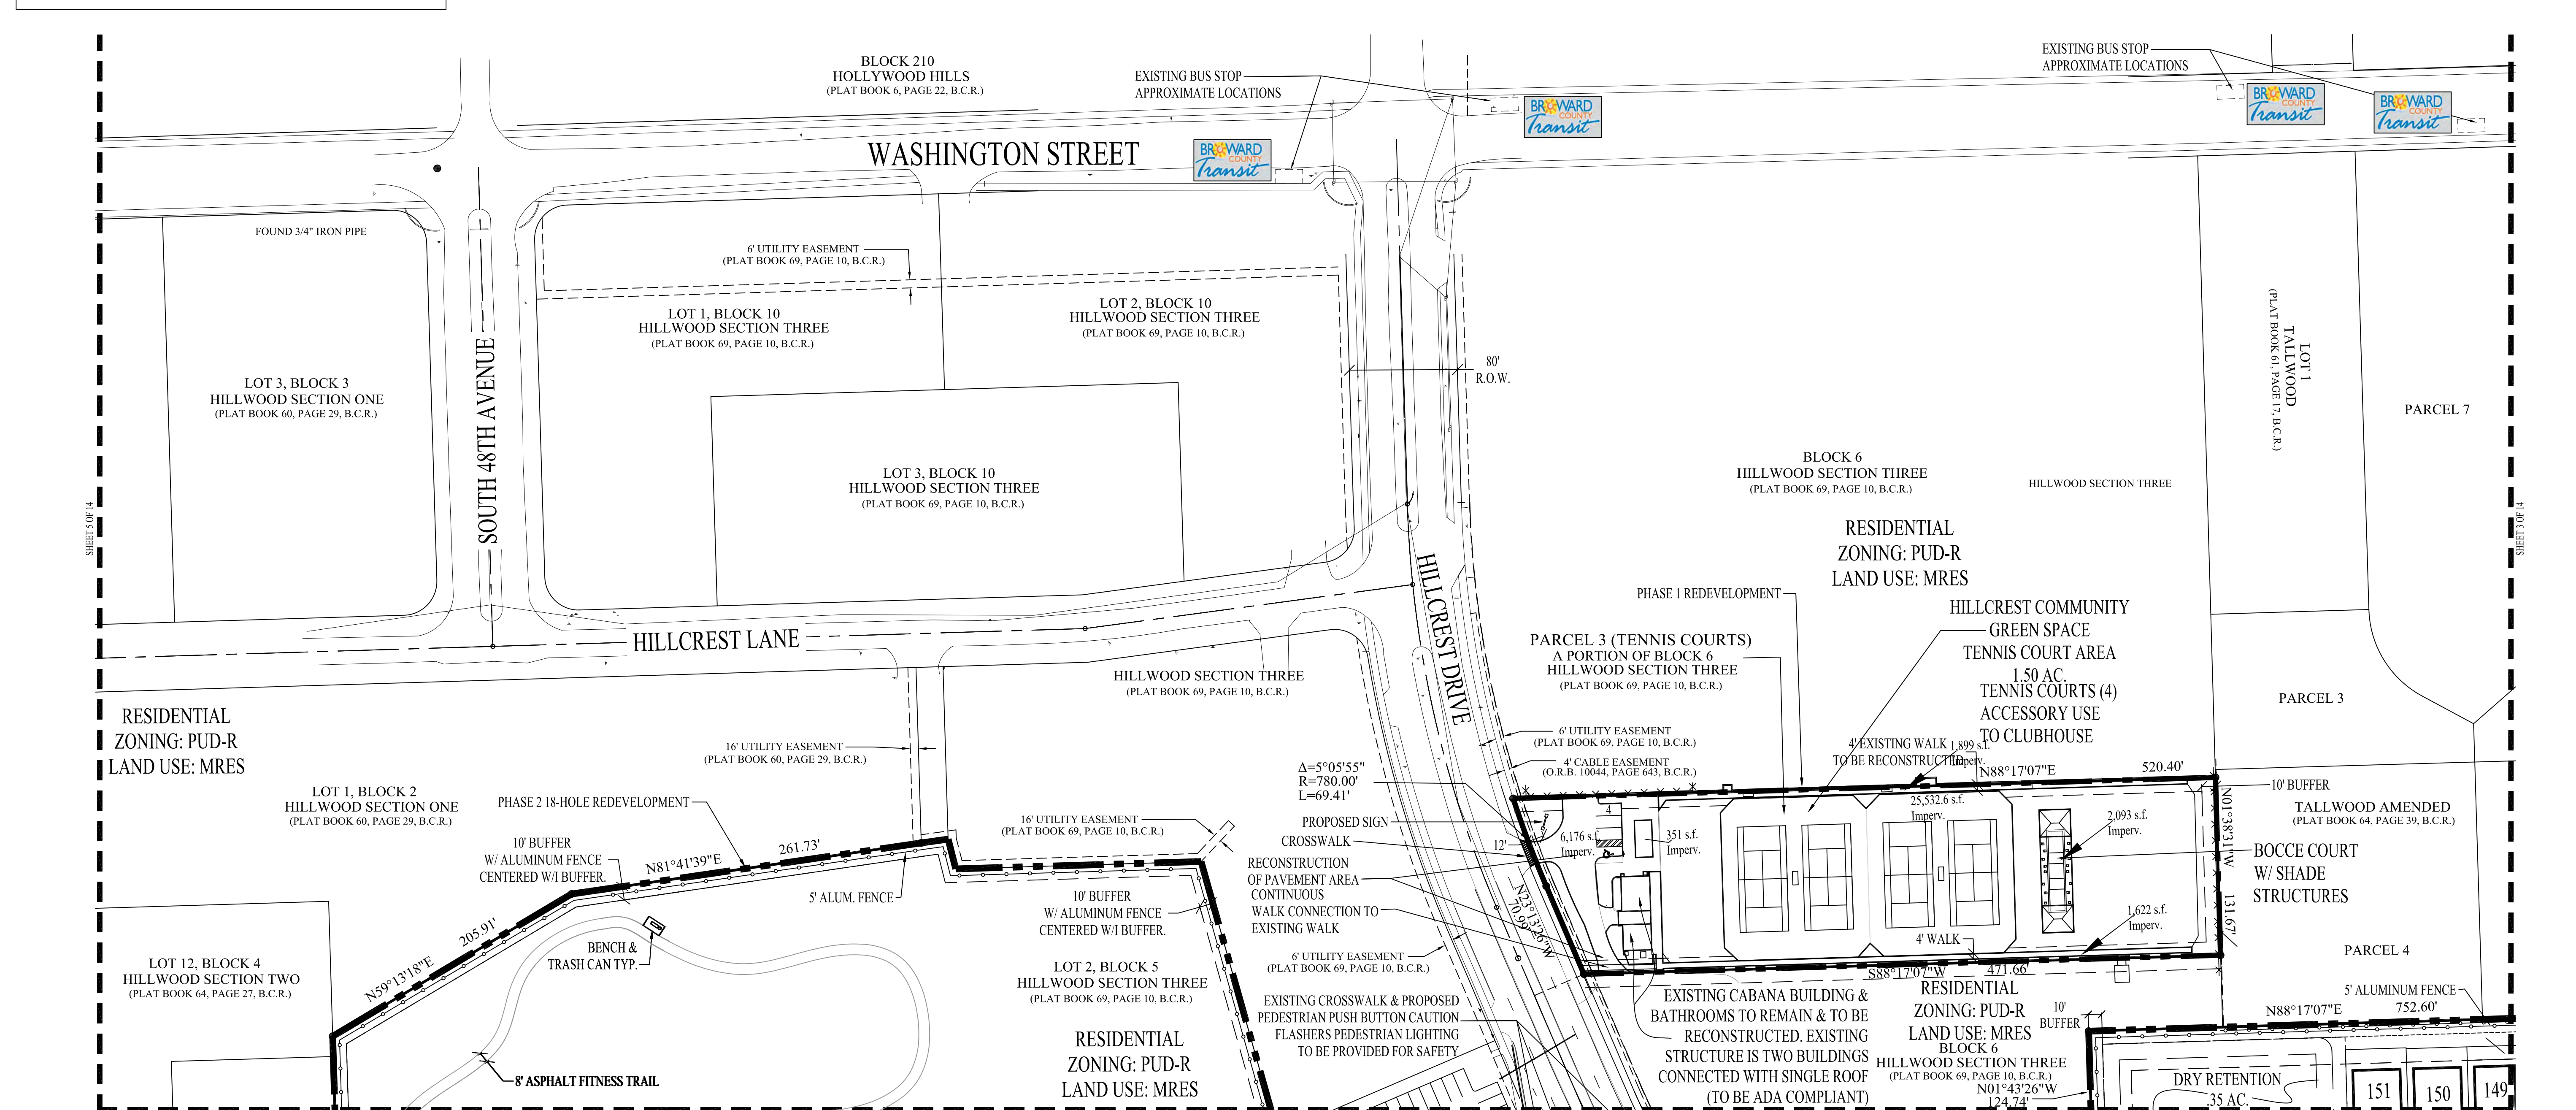 BLOCK 210
HOLLYWOOD HILLS
(PLAT BOOK 6, PAGE 22, B.C.R.)
EXISTING BUS STOP
APPROXIMATE LOCATIONS
BROWARD
COUNTY
Transit
EXISTING BUS STOP
APPROXIMATE LOCATIONS
BROWARD
COUNTY
Transit
BROWARD
COUNTY
Transit
WASHINGTON STREET
BROWARD
COUNTY
Transit
FOUND 3/4" IRON PIPE
6' UTILITY EASEMENT
(PLAT BOOK 69, PAGE 10, B.C.R.)
LOT 1, BLOCK 10
HILLWOOD SECTION THREE
(PLAT BOOK 69, PAGE 10, B.C.R.)
LOT 2, BLOCK 10
HILLWOOD SECTION THREE
(PLAT BOOK 69, PAGE 10, B.C.R.)
80'
R.O.W.
LOT 1
TALLWOOD
(PLAT BOOK 61, PAGE 17, B.C.R.)
LOT 3, BLOCK 3
HILLWOOD SECTION ONE
(PLAT BOOK 60, PAGE 29, B.C.R.)
SOUTH 48TH AVENUE
PARCEL 7
LOT 3, BLOCK 10
HILLWOOD SECTION THREE
(PLAT BOOK 69, PAGE 10, B.C.R.)
BLOCK 6
HILLWOOD SECTION THREE
(PLAT BOOK 69, PAGE 10, B.C.R.)
HILLWOOD SECTION THREE
SHEET 5 OF 14
SHEET 3 OF 14
RESIDENTIAL
ZONING: PUD-R
LAND USE: MRES
HILLCREST DRIVE
PHASE 1 REDEVELOPMENT
HILLCREST COMMUNITY
GREEN SPACE
TENNIS COURT AREA
1.50 AC.
TENNIS COURTS (4)
ACCESSORY USE
TO CLUBHOUSE
HILLCREST LANE
PARCEL 3 (TENNIS COURTS)
A PORTION OF BLOCK 6
HILLWOOD SECTION THREE
(PLAT BOOK 69, PAGE 10, B.C.R.)
HILLWOOD SECTION THREE
(PLAT BOOK 69, PAGE 10, B.C.R.)
PARCEL 3
RESIDENTIAL
ZONING: PUD-R
LAND USE: MRES
16' UTILITY EASEMENT
(PLAT BOOK 60, PAGE 29, B.C.R.)
6' UTILITY EASEMENT
(PLAT BOOK 69, PAGE 10, B.C.R.)
4' CABLE EASEMENT
(O.R.B. 10044, PAGE 643, B.C.R.)
4' EXISTING WALK
TO BE RECONSTRUCTED
1,899 s.f.
Imperv.
N88°17'07"E
520.40'
Δ=5°05'55"
R=780.00'
L=69.41'
LOT 1, BLOCK 2
HILLWOOD SECTION ONE
(PLAT BOOK 60, PAGE 29, B.C.R.)
PHASE 2 18-HOLE REDEVELOPMENT
10' BUFFER
TALLWOOD AMENDED
(PLAT BOOK 64, PAGE 39, B.C.R.)
16' UTILITY EASEMENT
(PLAT BOOK 69, PAGE 10, B.C.R.)
PROPOSED SIGN
CROSSWALK
12'
4
6,176 s.f.
Imperv.
351 s.f.
Imperv.
25,532.6 s.f.
Imperv.
2,093 s.f.
Imperv.
N01°38'31"W
131.67'
10' BUFFER
W/ ALUMINUM FENCE
CENTERED W/I BUFFER.
N81°41'39"E
261.73'
5' ALUM. FENCE
RECONSTRUCTION
OF PAVEMENT AREA
CONTINUOUS
WALK CONNECTION TO
EXISTING WALK
BOCCE COURT
W/ SHADE
STRUCTURES
10' BUFFER
W/ ALUMINUM FENCE
CENTERED W/I BUFFER.
N23°13'26"W
70.96'
1,622 s.f.
Imperv.
4' WALK
N59°13'18"E
205.91'
BENCH &
TRASH CAN TYP.
LOT 12, BLOCK 4
HILLWOOD SECTION TWO
(PLAT BOOK 64, PAGE 27, B.C.R.)
LOT 2, BLOCK 5
HILLWOOD SECTION THREE
(PLAT BOOK 69, PAGE 10, B.C.R.)
6' UTILITY EASEMENT
(PLAT BOOK 69, PAGE 10, B.C.R.)
S88°17'07"W
471.66'
PARCEL 4
EXISTING CROSSWALK & PROPOSED
PEDESTRIAN PUSH BUTTON CAUTION
FLASHERS PEDESTRIAN LIGHTING
TO BE PROVIDED FOR SAFETY
EXISTING CABANA BUILDING &
BATHROOMS TO REMAIN & TO BE
RECONSTRUCTED. EXISTING
STRUCTURE IS TWO BUILDINGS
CONNECTED WITH SINGLE ROOF
(TO BE ADA COMPLIANT)
RESIDENTIAL
ZONING: PUD-R
LAND USE: MRES
BLOCK 6
HILLWOOD SECTION THREE
(PLAT BOOK 69, PAGE 10, B.C.R.)
10'
BUFFER
5' ALUMINUM FENCE
N88°17'07"E
752.60'
RESIDENTIAL
ZONING: PUD-R
LAND USE: MRES
8' ASPHALT FITNESS TRAIL
N01°43'26"W
124.74'
DRY RETENTION
.35 AC.
151
150
149